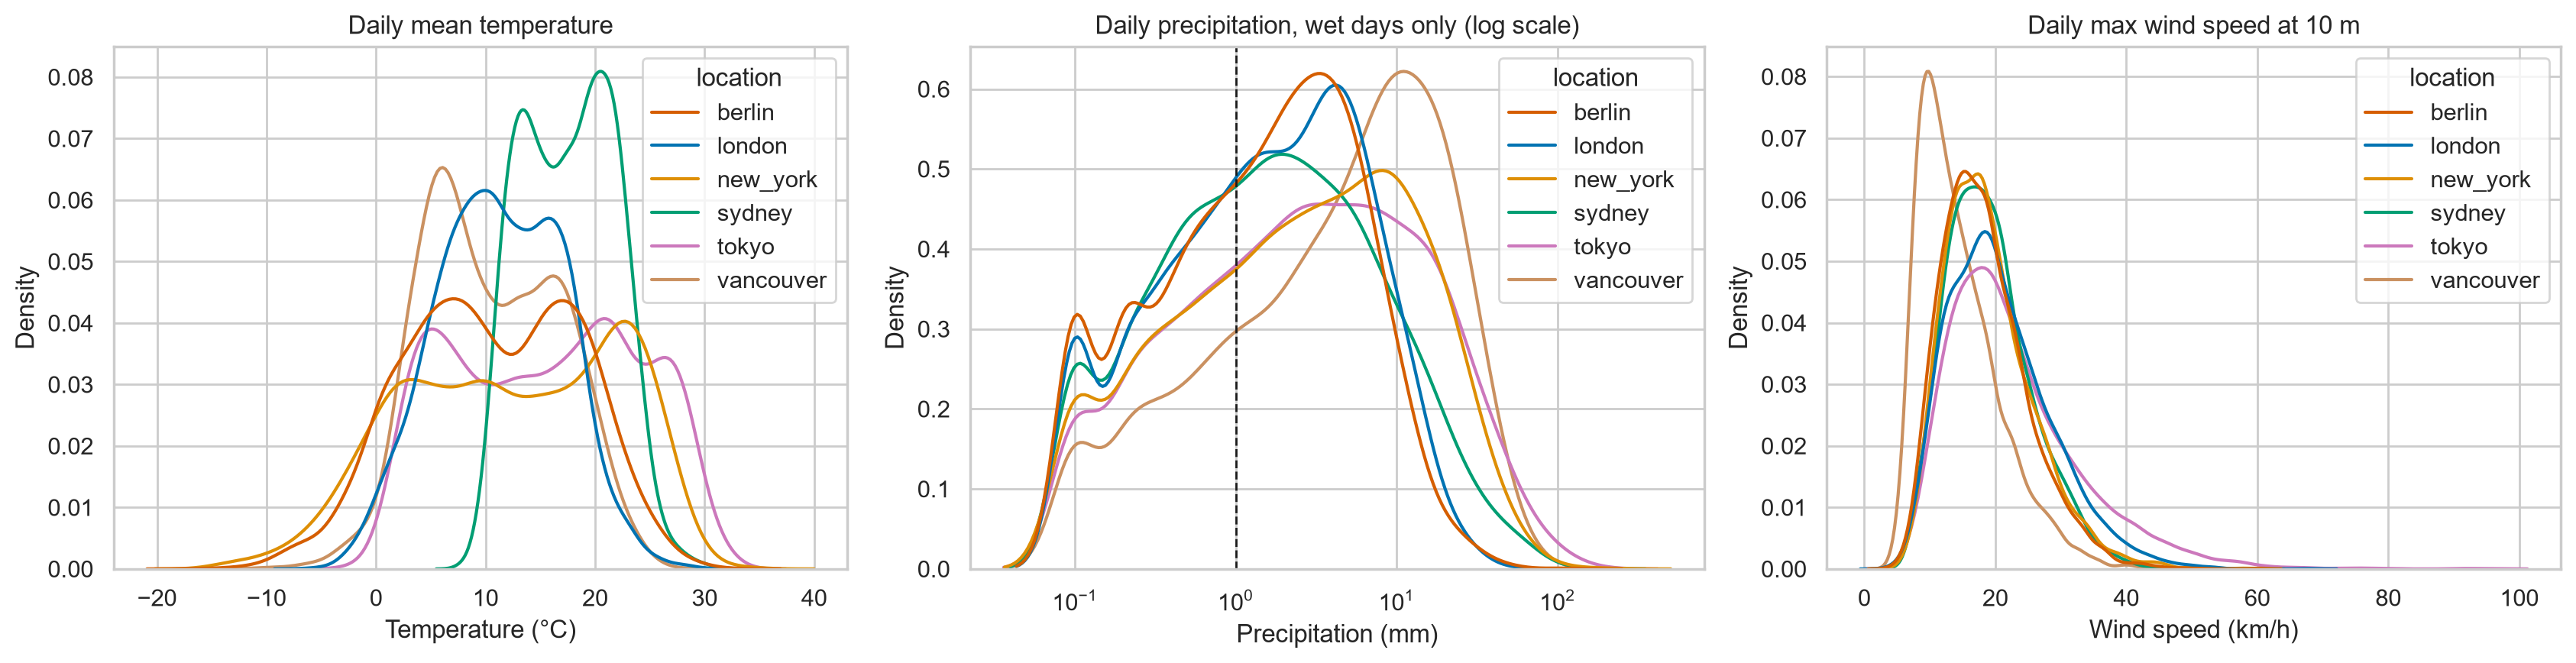 Daily mean temperature
0.08
0.07
0.06
0.05
0.04
0.03
0.02
0.01
0.00
Density
−20 −10 0 10 20 30 40
Temperature (°C)
location
berlin
london
new_york
sydney
tokyo
vancouver
Daily precipitation, wet days only (log scale)
0.6
0.5
0.4
0.3
0.2
0.1
0.0
Density
10⁻¹ 10⁰ 10¹ 10²
Precipitation (mm)
location
berlin
london
new_york
sydney
tokyo
vancouver
Daily max wind speed at 10 m
0.08
0.07
0.06
0.05
0.04
0.03
0.02
0.01
0.00
Density
0 20 40 60 80 100
Wind speed (km/h)
location
berlin
london
new_york
sydney
tokyo
vancouver